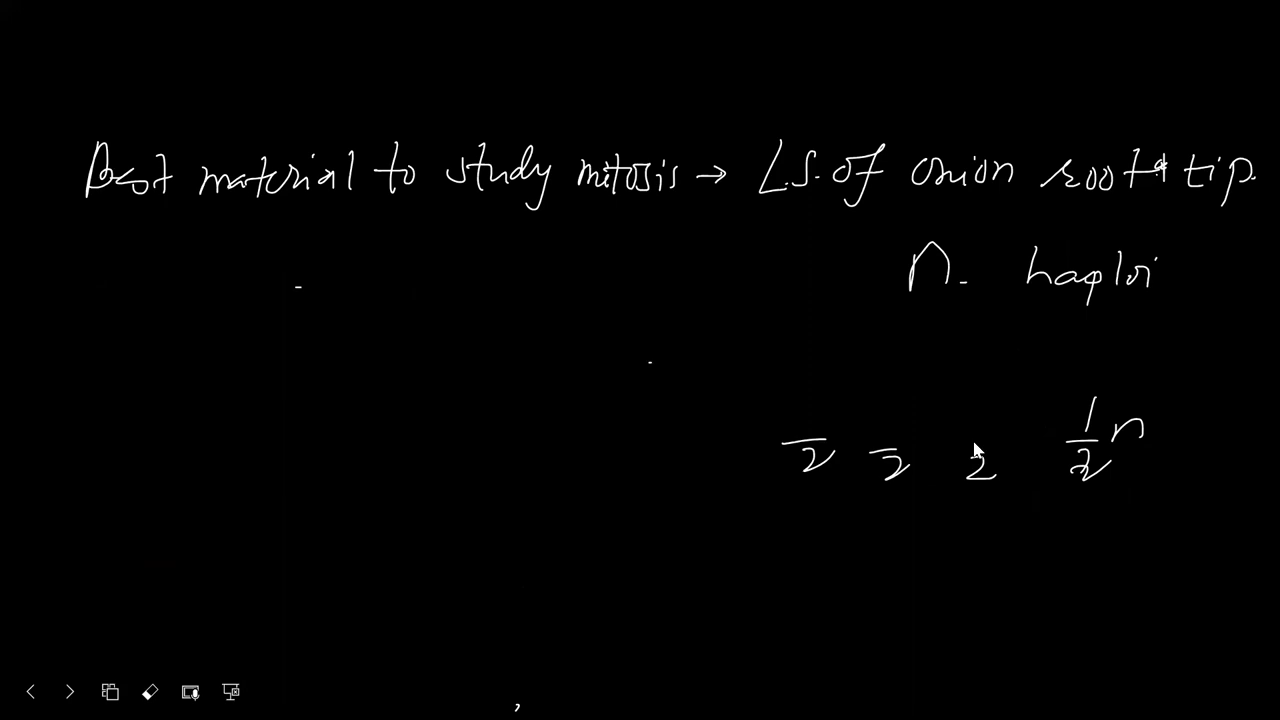 Best material to study mitosis → L.S. of onion root tip.
n. haploi
2 2 2 1/2 n